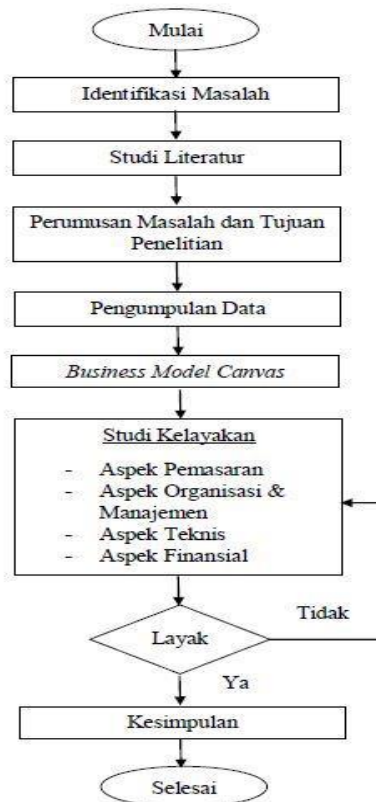 Mulai
Identifikasi Masalah
Studi Literatur
Perumusan Masalah dan Tujuan
Penelitian
Pengumpulan Data
Business Model Canvas
Studi Kelayakan
- Aspek Pemasaran
- Aspek Organisasi &
Manajemen
- Aspek Teknis
- Aspek Finansial
Layak
Tidak
Ya
Kesimpulan
Selesai